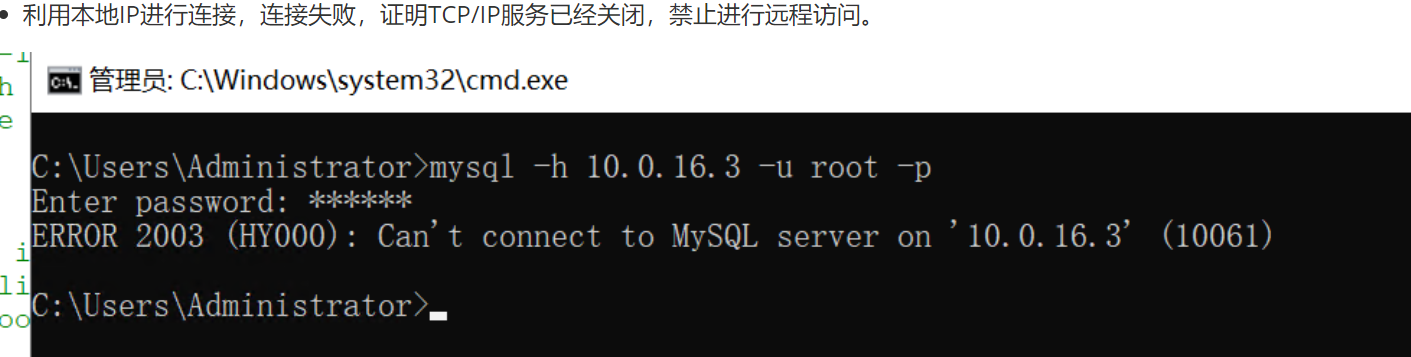 利用本地IP进行连接，连接失败，证明TCP/IP服务已经关闭，禁止进行远程访问。
管理员: C:\Windows\system32\cmd.exe
h
e
C:\Users\Administrator>mysql -h 10.0.16.3 -u root -p
Enter password: ******
ERROR 2003 (HY000): Can't connect to MySQL server on '10.0.16.3' (10061)
i
li
C:\Users\Administrator>
oo